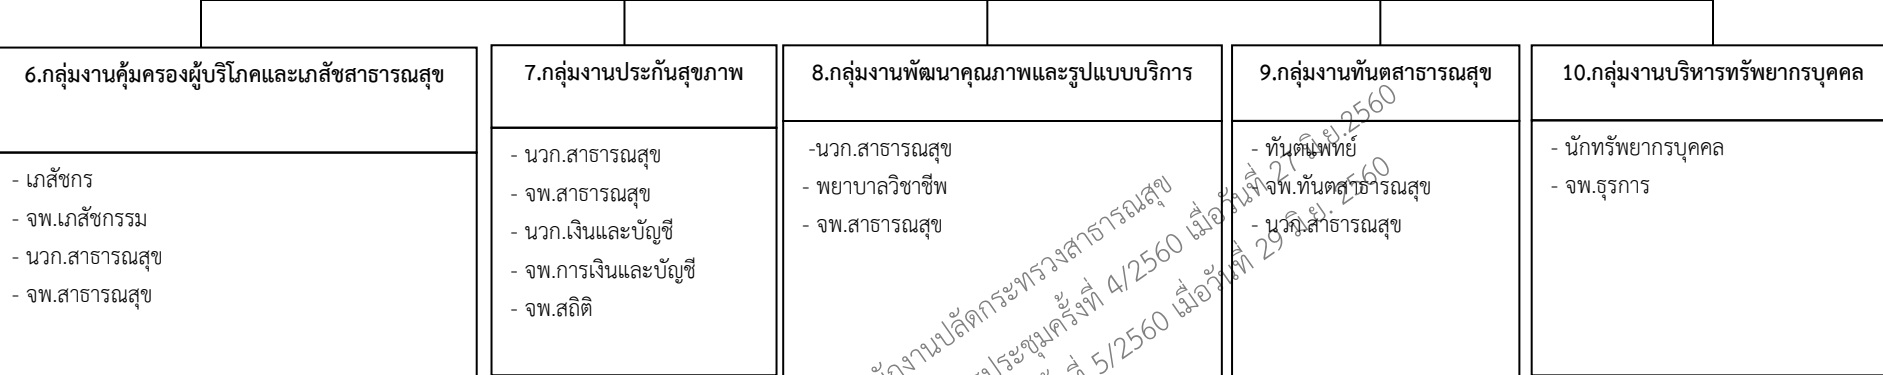 6.กลุ่มงานคุ้มครองผู้บริโภคและเภสัชสาธารณสุข
- เภสัชกร
- จพ.เภสัชกรรม
- นวก.สาธารณสุข
- จพ.สาธารณสุข
7.กลุ่มงานประกันสุขภาพ
- นวก.สาธารณสุข
- จพ.สาธารณสุข
- นวก.เงินและบัญชี
- จพ.การเงินและบัญชี
- จพ.สถิติ
8.กลุ่มงานพัฒนาคุณภาพและรูปแบบบริการ
-นวก.สาธารณสุข
- พยาบาลวิชาชีพ
- จพ.สาธารณสุข
9.กลุ่มงานทันตสาธารณสุข
- ทันตแพทย์
- จพ.ทันตสาธารณสุข
- นวก.สาธารณสุข
10.กลุ่มงานบริหารทรัพยากรบุคคล
- นักทรัพยากรบุคคล
- จพ.ธุรการ
งานปลัดกระทรวงสาธารณสุข
ประชุมครั้งที่ 4/2560 เมื่อวันที่ 27 มิ.ย.2560
ที่ 5/2560 เมื่อวันที่ 29 มิ.ย. 2560